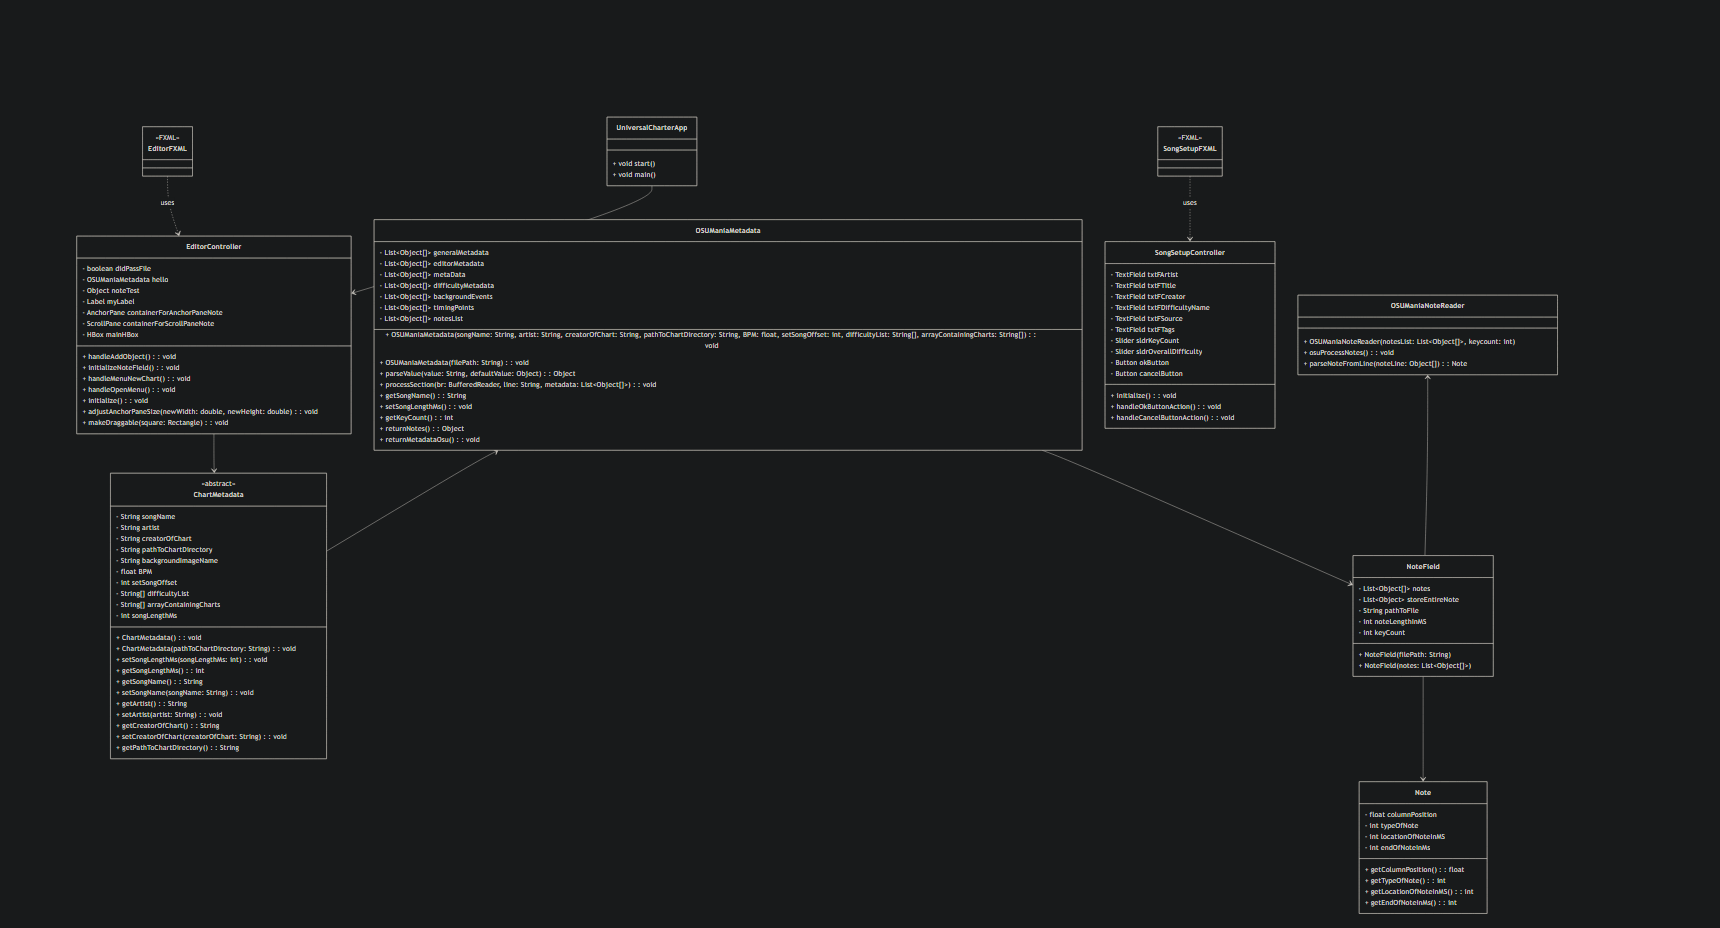 «FXML»
EditorFXML
uses
UniversalCharterApp
+ void start()
+ void main()
«FXML»
SongSetupFXML
uses
EditorController
- boolean didPassFile
- OSUManiaMetadata hello
- Object noteTest
- Label myLabel
- AnchorPane containerForAnchorPaneNote
- ScrollPane containerForScrollPaneNote
- HBox mainHBox
+ handleAddObject() : : void
+ initializeNoteField() : : void
+ handleMenuNewChart() : : void
+ handleOpenMenu() : : void
+ initialize() : : void
+ adjustAnchorPaneSize(newWidth: double, newHeight: double) : : void
+ makeDraggable(square: Rectangle) : : void
OSUManiaMetadata
- List<Object[]> generalMetadata
- List<Object[]> editorMetadata
- List<Object[]> metaData
- List<Object[]> difficultyMetadata
- List<Object[]> backgroundEvents
- List<Object[]> timingPoints
- List<Object[]> notesList
+ OSUManiaMetadata(songName: String, artist: String, creatorOfChart: String, pathToChartDirectory: String, BPM: float, setSongOffset: int, difficultyList: String[], arrayContainingCharts: String[]) : :
void
+ OSUManiaMetadata(filePath: String) : : void
+ parseValue(value: String, defaultValue: Object) : : Object
+ processSection(br: BufferedReader, line: String, metadata: List<Object[]>) : : void
+ getSongName() : : String
+ setSongLengthMs() : : void
+ getKeyCount() : : int
+ returnNotes() : : Object
+ returnMetadataOsu() : : void
SongSetupController
- TextField txtFArtist
- TextField txtFTitle
- TextField txtFCreator
- TextField txtFDifficultyName
- TextField txtFSource
- TextField txtFTags
- Slider sldrKeyCount
- Slider sldrOverallDifficulty
- Button okButton
- Button cancelButton
+ initialize() : : void
+ handleOkButtonAction() : : void
+ handleCancelButtonAction() : : void
OSUManiaNoteReader
+ OSUManiaNoteReader(notesList: List<Object[]>, keycount: int)
+ osuProcessNotes() : : void
+ parseNoteFromLine(noteLine: Object[]) : : Note
«abstract»
ChartMetadata
- String songName
- String artist
- String creatorOfChart
- String pathToChartDirectory
- String backgroundImageName
- float BPM
- int setSongOffset
- String[] difficultyList
- String[] arrayContainingCharts
- int songLengthMs
+ ChartMetadata() : : void
+ ChartMetadata(pathToChartDirectory: String) : : void
+ setSongLengthMs(songLengthMs: int) : : void
+ getSongLengthMs() : : int
+ getSongName() : : String
+ setSongName(songName: String) : : void
+ getArtist() : : String
+ setArtist(artist: String) : : void
+ getCreatorOfChart() : : String
+ setCreatorOfChart(creatorOfChart: String) : : void
+ getPathToChartDirectory() : : String
NoteField
- List<Object[]> notes
- List<Object> storeEntireNote
- String pathToFile
- int noteLengthInMS
- int keyCount
+ NoteField(filePath: String)
+ NoteField(notes: List<Object[]>)
Note
- float columnPosition
- int typeOfNote
- int locationOfNoteInMS
- int endOfNoteInMs
+ getColumnPosition() : : float
+ getTypeOfNote() : : int
+ getLocationOfNoteInMS() : : int
+ getEndOfNoteInMs() : : int